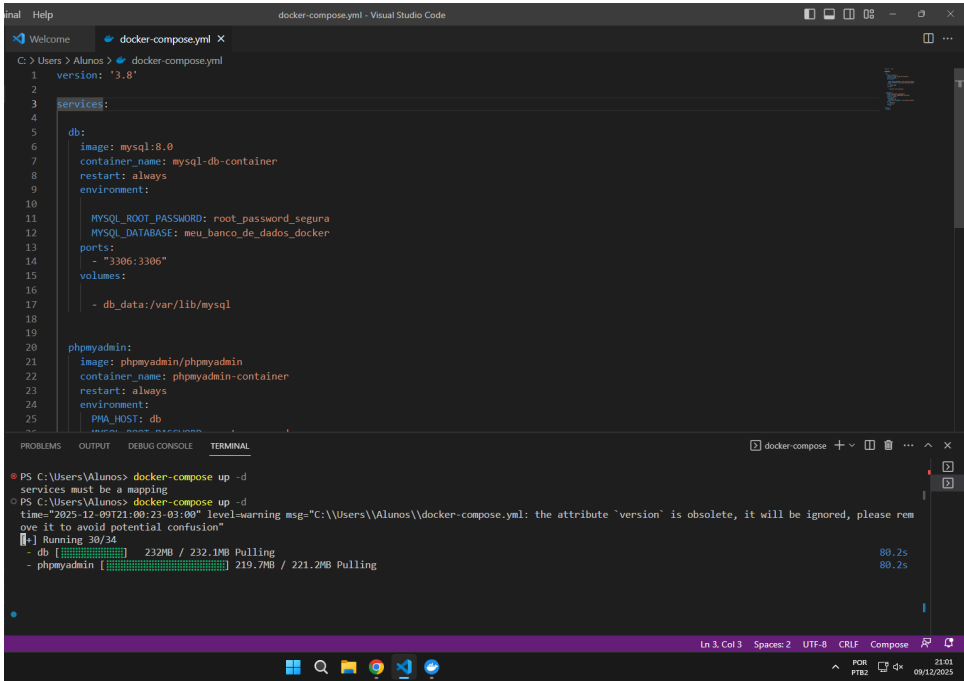 inal Help docker-compose.yml - Visual Studio Code
Welcome docker-compose.yml
C: > Users > Alunos > docker-compose.yml
1 version: '3.8'
2
3 services:
4
5 db:
6 image: mysql:8.0
7 container_name: mysql-db-container
8 restart: always
9 environment:
10
11 MYSQL_ROOT_PASSWORD: root_password_segura
12 MYSQL_DATABASE: meu_banco_de_dados_docker
13 ports:
14 - "3306:3306"
15 volumes:
16
17 - db_data:/var/lib/mysql
18
19
20 phpmyadmin:
21 image: phpmyadmin/phpmyadmin
22 container_name: phpmyadmin-container
23 restart: always
24 environment:
25 PMA_HOST: db
PROBLEMS OUTPUT DEBUG CONSOLE TERMINAL docker-compose
PS C:\Users\Alunos> docker-compose up -d
services must be a mapping
PS C:\Users\Alunos> docker-compose up -d
time="2025-12-09T21:00:23-03:00" level=warning msg="C:\\Users\\Alunos\\docker-compose.yml: the attribute `version` is obsolete, it will be ignored, please rem
ove it to avoid potential confusion"
[+] Running 30/34
- db [ ] 232MB / 232.1MB Pulling 80.2s
- phpmyadmin [ ] 219.7MB / 221.2MB Pulling 80.2s
Ln 3, Col 3 Spaces: 2 UTF-8 CRLF Compose
POR 21:01
PTB2 09/12/2025